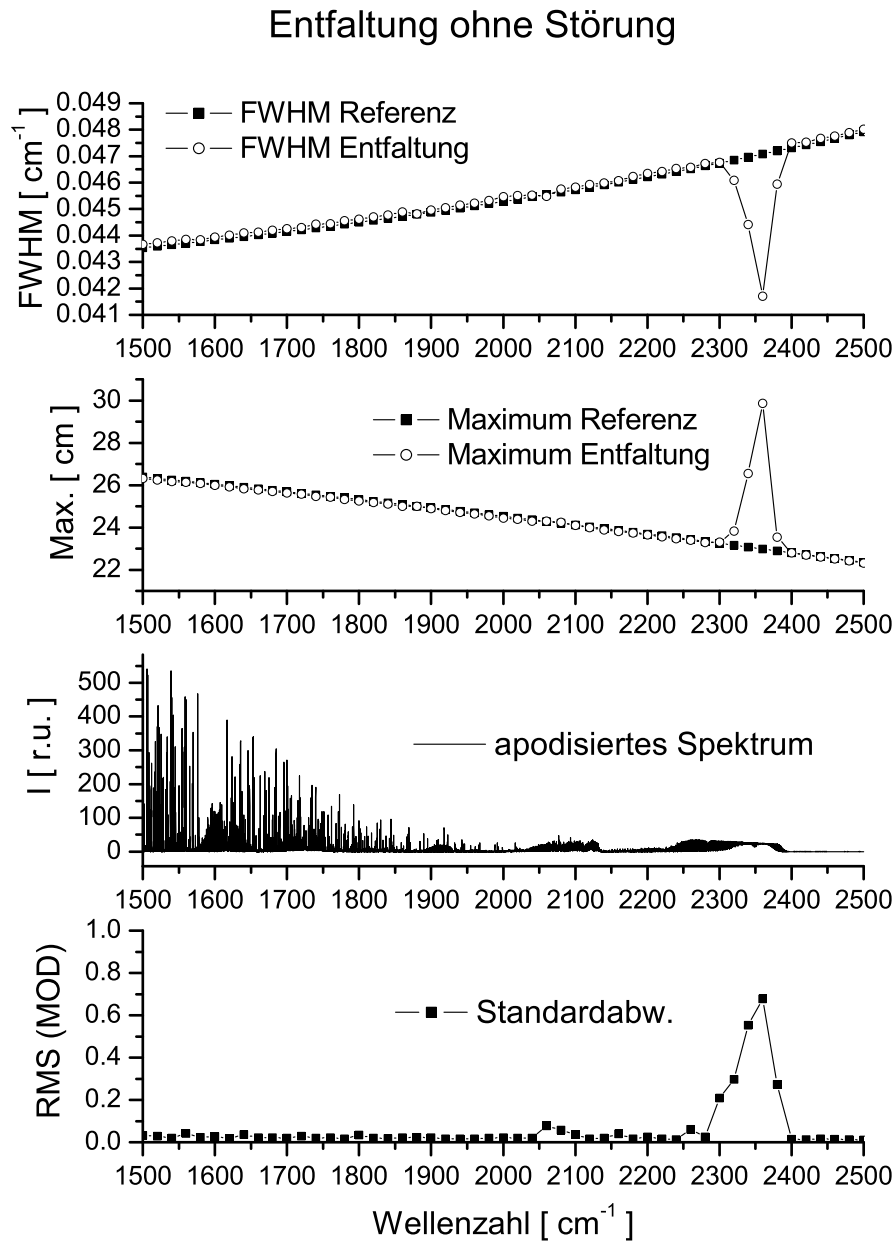 Entfaltung ohne Störung
FWHM [ cm⁻¹ ]
0.049
0.048
0.047
0.046
0.045
0.044
0.043
0.042
0.041
FWHM Referenz
FWHM Entfaltung
1500 1600 1700 1800 1900 2000 2100 2200 2300 2400 2500
Max. [ cm ]
30
28
26
24
22
Maximum Referenz
Maximum Entfaltung
1500 1600 1700 1800 1900 2000 2100 2200 2300 2400 2500
I [ r.u. ]
500
400
300
200
100
0
apodisiertes Spektrum
1500 1600 1700 1800 1900 2000 2100 2200 2300 2400 2500
RMS (MOD)
1.0
0.8
0.6
0.4
0.2
0.0
Standardabw.
1500 1600 1700 1800 1900 2000 2100 2200 2300 2400 2500
Wellenzahl [ cm⁻¹ ]